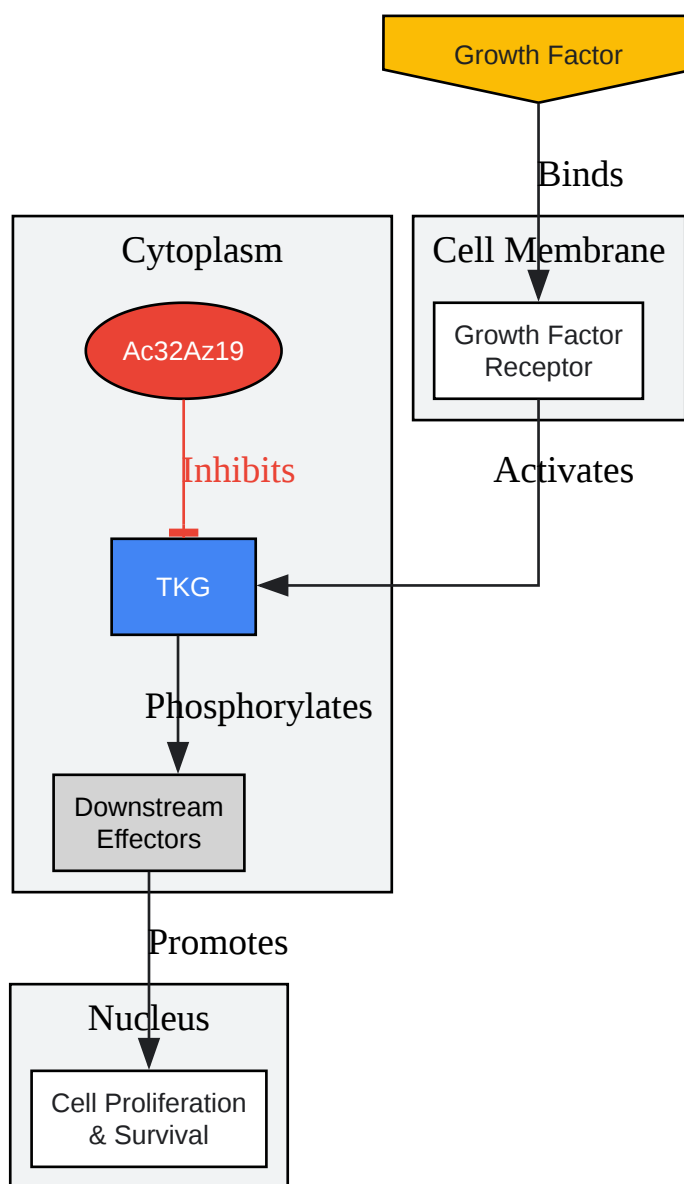 Growth Factor
Binds
Cytoplasm
Cell Membrane
Ac32Az19
Growth Factor
Receptor
Inhibits
Activates
TKG
Phosphorylates
Downstream
Effectors
Promotes
Nucleus
Cell Proliferation
& Survival